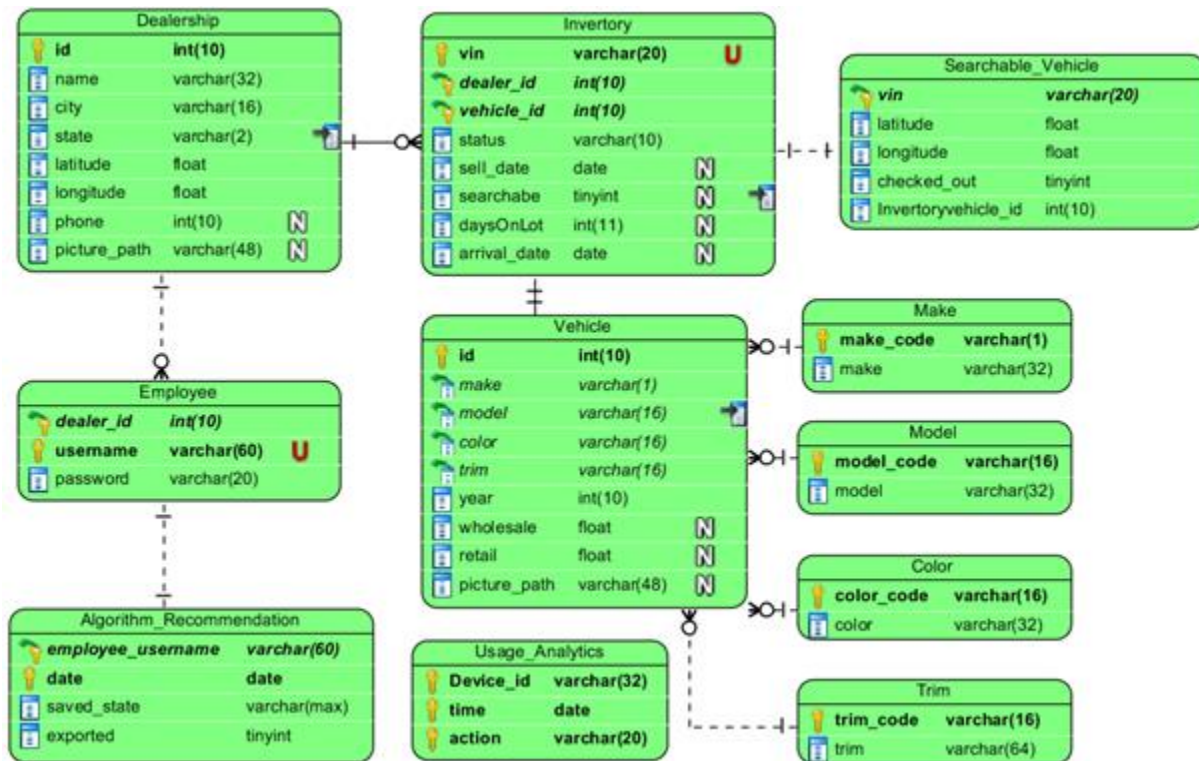 Dealership
id int(10)
name varchar(32)
city varchar(16)
state varchar(2)
latitude float
longitude float
phone int(10) N
picture_path varchar(48) N
Invertory
vin varchar(20) U
dealer_id int(10)
vehicle_id int(10)
status varchar(10)
sell_date date N
searchabe tinyint N
daysOnLot int(11) N
arrival_date date N
Searchable_Vehicle
vin varchar(20)
latitude float
longitude float
checked_out tinyint
Invertoryvehicle_id int(10)
Employee
dealer_id int(10)
username varchar(60) U
password varchar(20)
Vehicle
id int(10)
make varchar(1)
model varchar(16)
color varchar(16)
trim varchar(16)
year int(10)
wholesale float N
retail float N
picture_path varchar(48) N
Make
make_code varchar(1)
make varchar(32)
Model
model_code varchar(16)
model varchar(32)
Color
color_code varchar(16)
color varchar(32)
Algorithm_Recommendation
employee_username varchar(60)
date date
saved_state varchar(max)
exported tinyint
Usage_Analytics
Device_id varchar(32)
time date
action varchar(20)
Trim
trim_code varchar(16)
trim varchar(64)